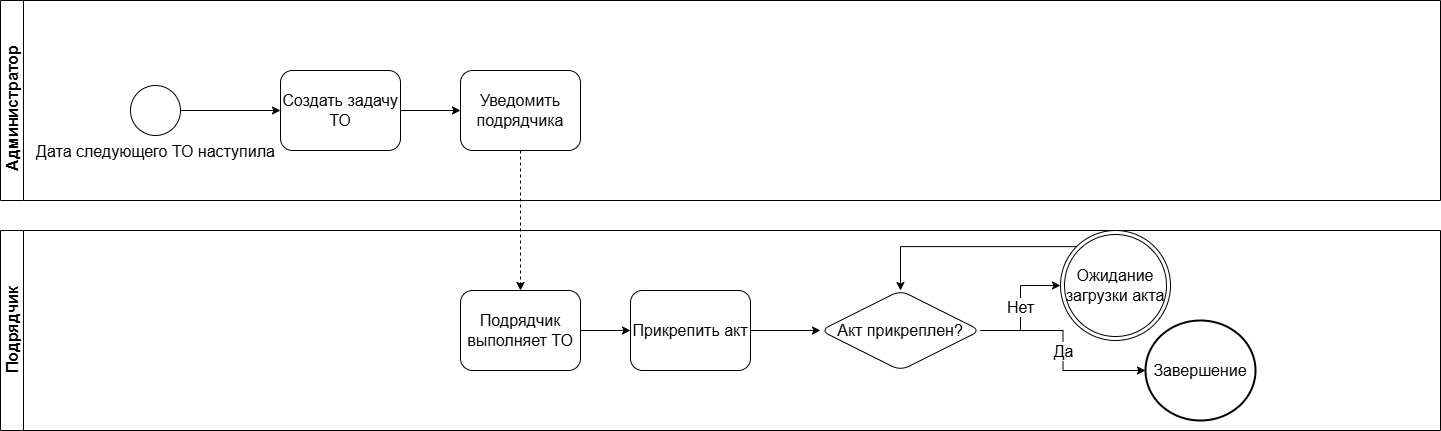 Администратор
Создать задачу
ТО
Уведомить
подрядчика
Дата следующего ТО наступила
Подрядчик
Подрядчик
выполняет ТО
Прикрепить акт
Акт прикреплен?
Нет
Ожидание
загрузки акта
Да
Завершение